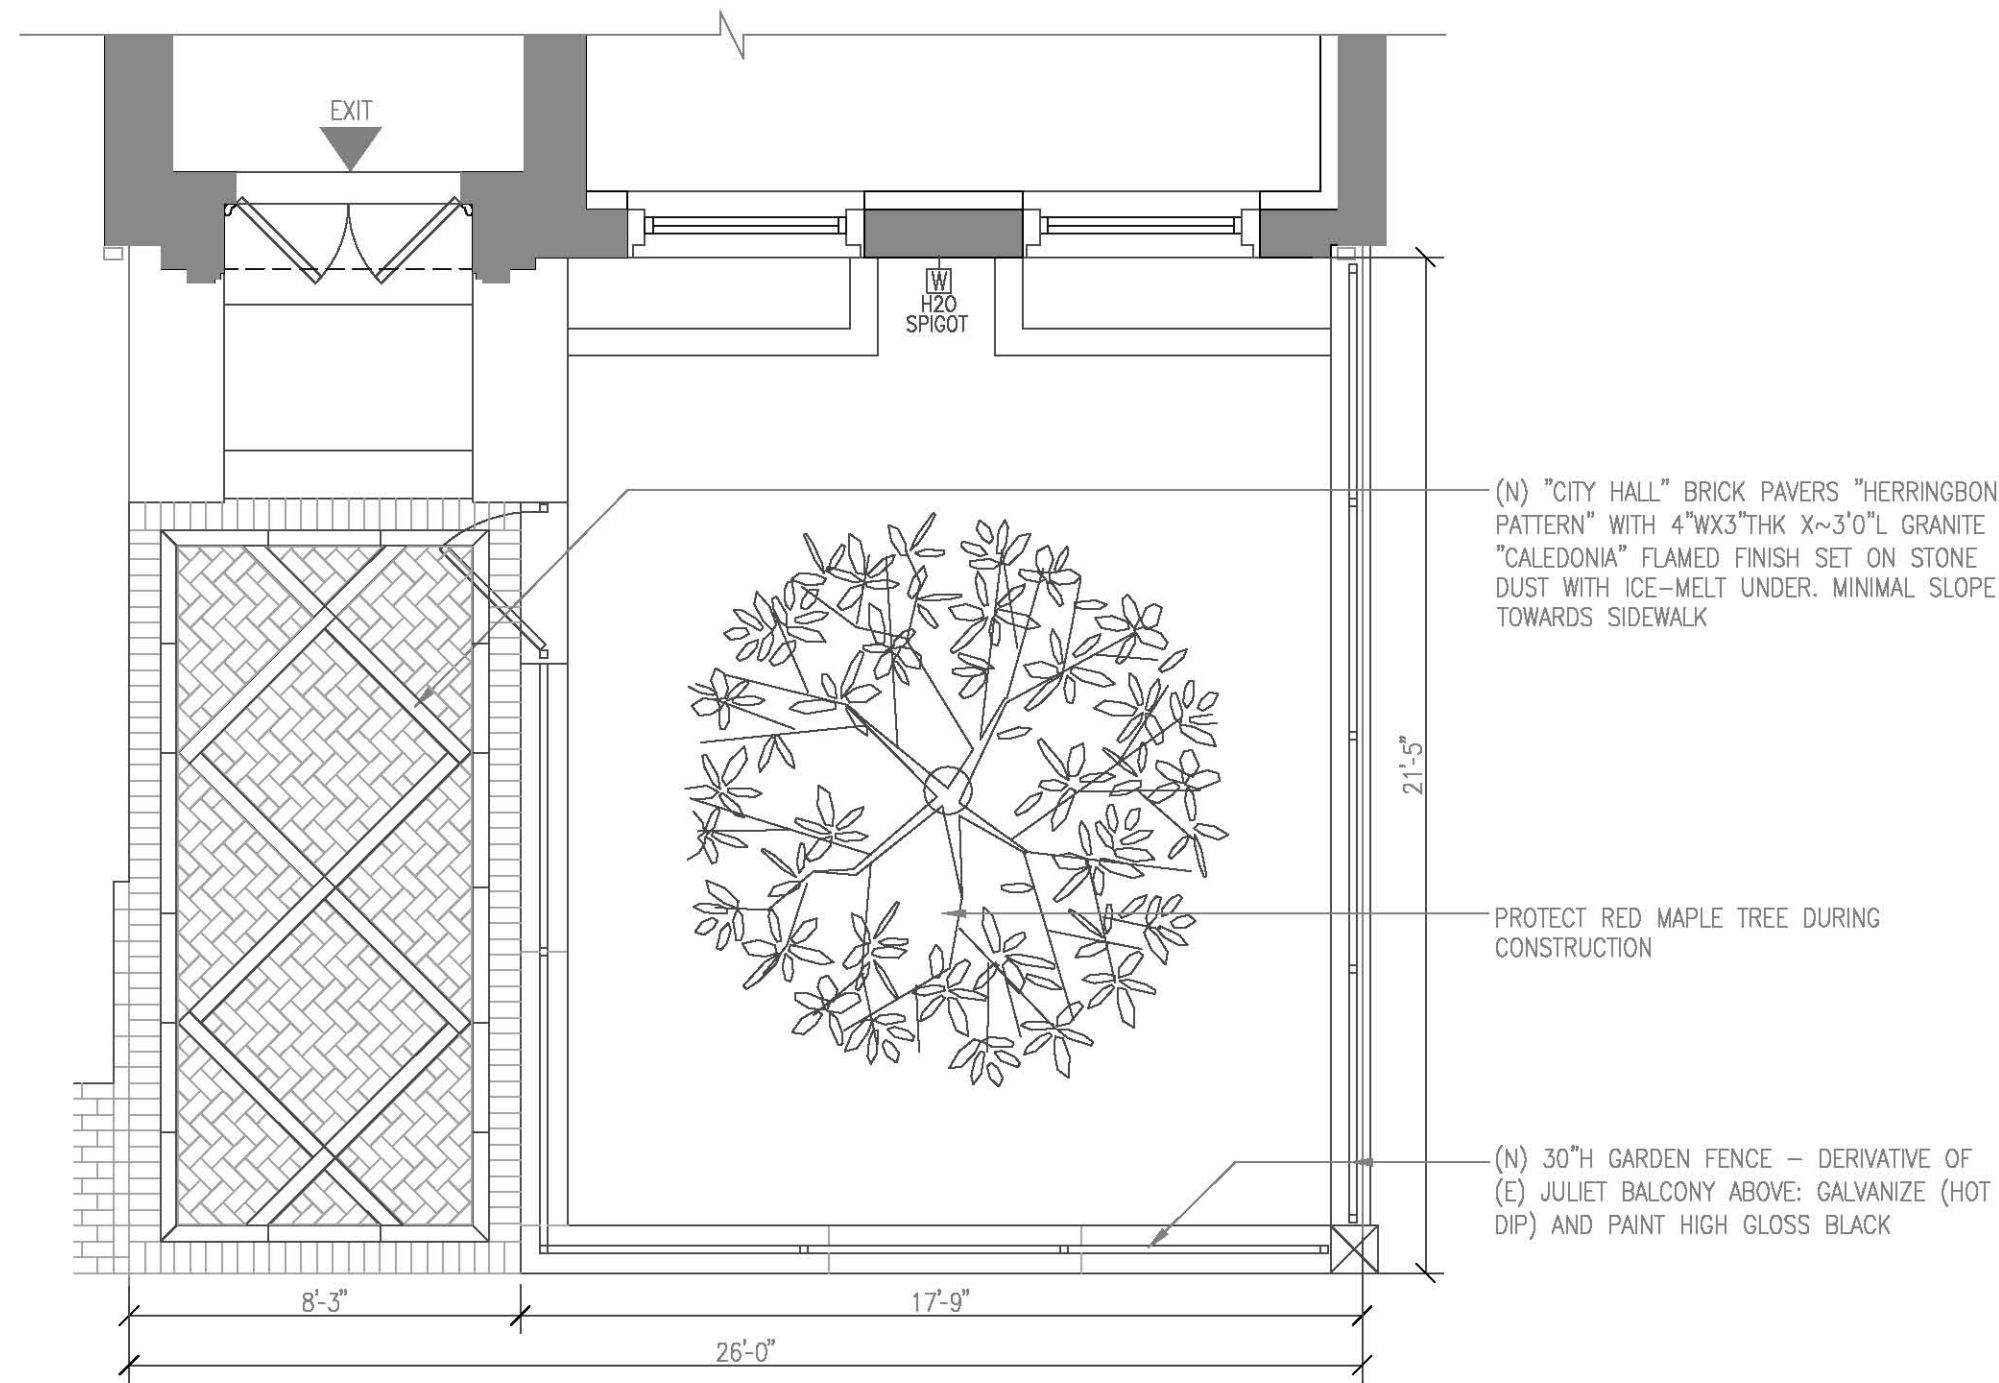 EXIT
W
H2O
SPIGOT
(N) "CITY HALL" BRICK PAVERS "HERRINGBON
PATTERN" WITH 4"WX3"THK X~3'0"L GRANITE
"CALEDONIA" FLAMED FINISH SET ON STONE
DUST WITH ICE-MELT UNDER. MINIMAL SLOPE
TOWARDS SIDEWALK
21'-5"
PROTECT RED MAPLE TREE DURING
CONSTRUCTION
(N) 30"H GARDEN FENCE – DERIVATIVE OF
(E) JULIET BALCONY ABOVE: GALVANIZE (HOT
DIP) AND PAINT HIGH GLOSS BLACK
8'-3"
17'-9"
26'-0"